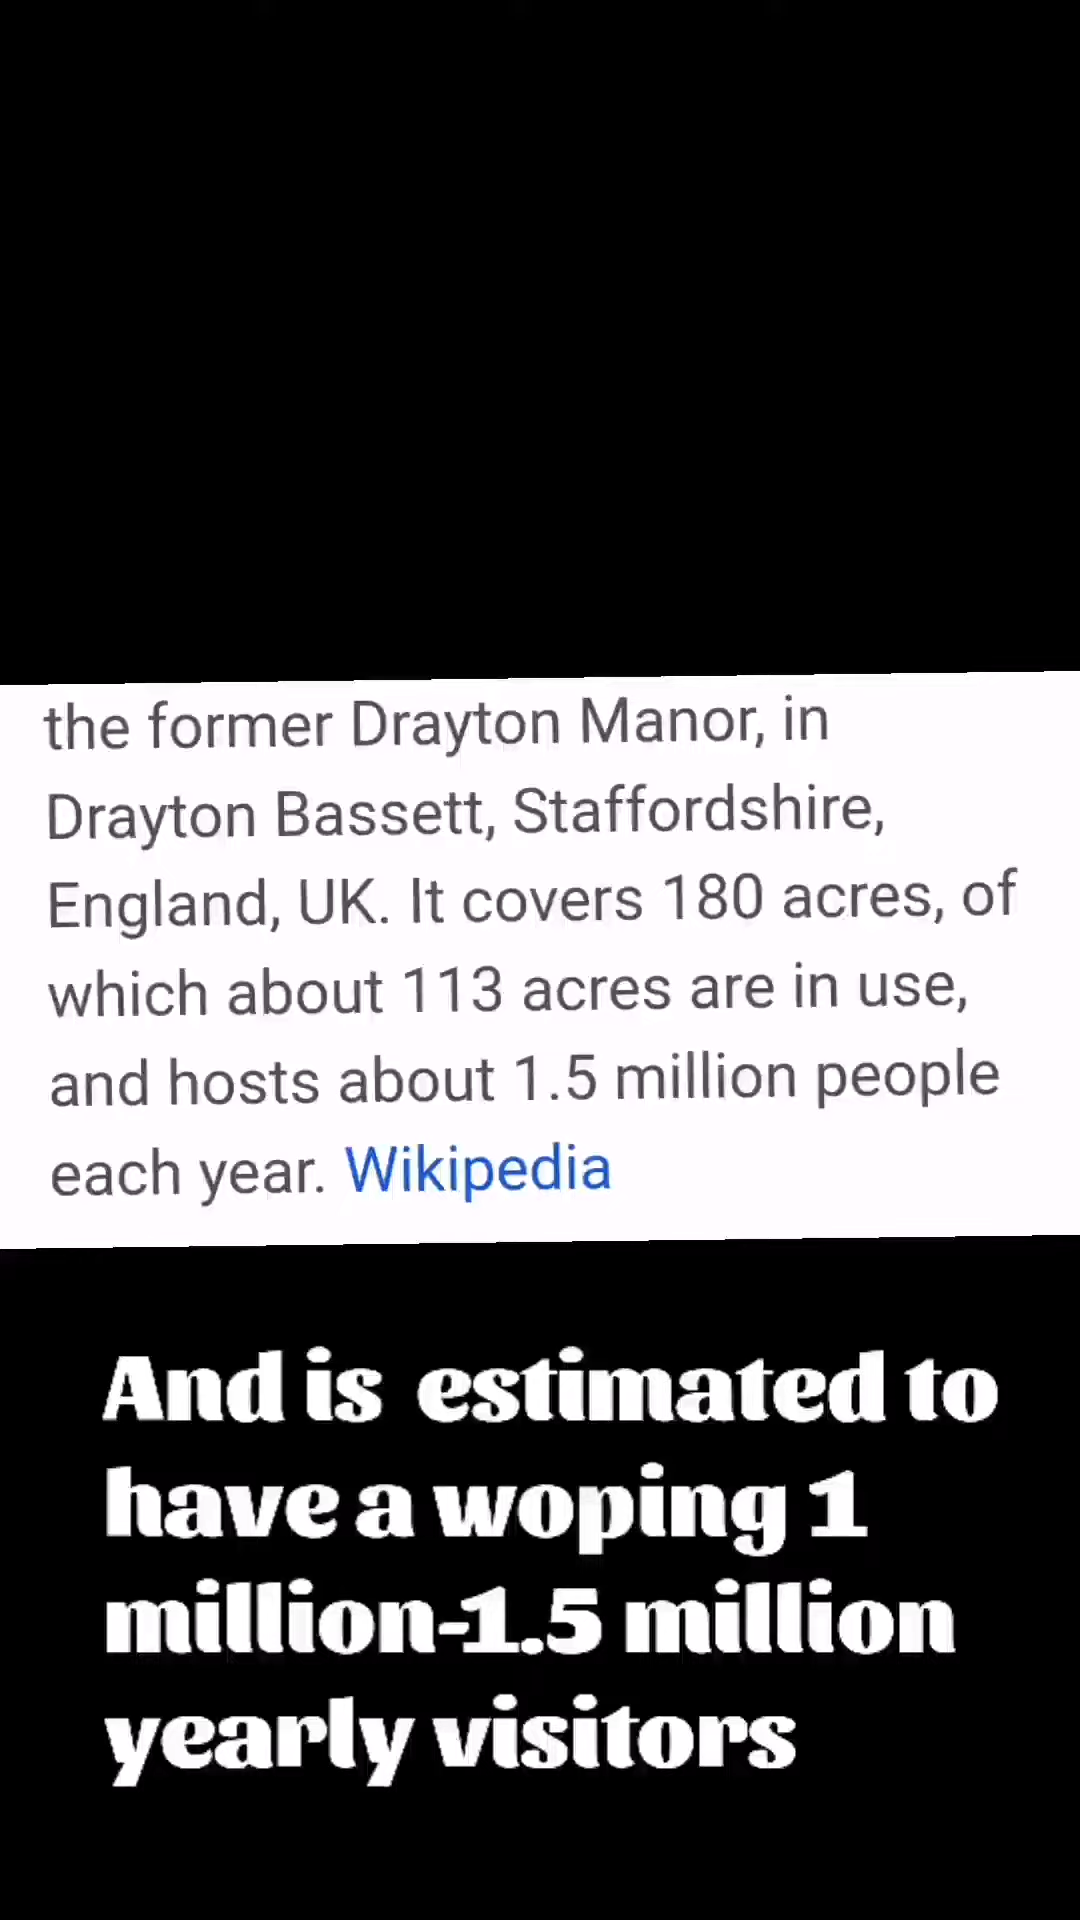 the former Drayton Manor, in
Drayton Bassett, Staffordshire,
England, UK. It covers 180 acres, of
which about 113 acres are in use,
and hosts about 1.5 million people
each year. Wikipedia
And is estimated to
have a woping 1
million-1.5 million
yearly visitors